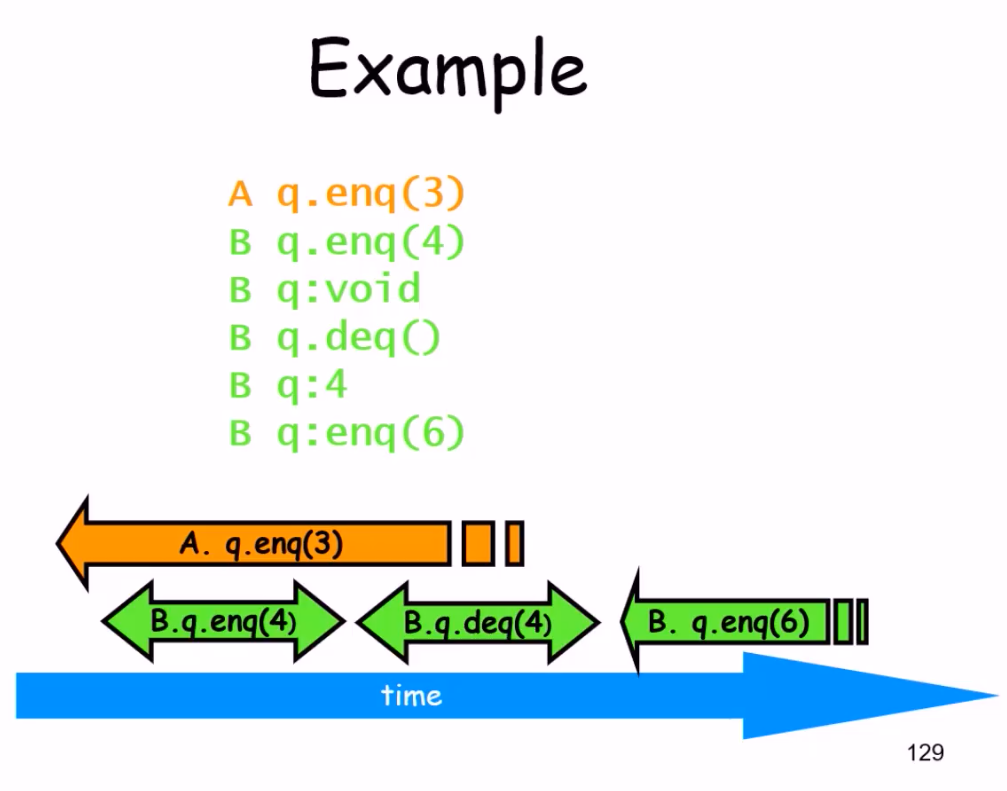 Example
A q.enq(3)
B q.enq(4)
B q:void
B q.deq()
B q:4
B q:enq(6)
A. q.enq(3)
B.q.enq(4) B.q.deq(4) B. q.enq(6)
time
129